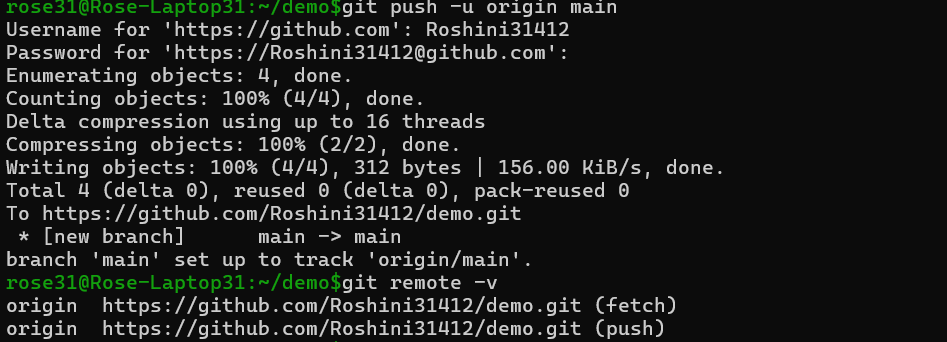 rose31@Rose-Laptop31:~/demo$git push -u origin main
Username for 'https://github.com': Roshini31412
Password for 'https://Roshini31412@github.com':
Enumerating objects: 4, done.
Counting objects: 100% (4/4), done.
Delta compression using up to 16 threads
Compressing objects: 100% (2/2), done.
Writing objects: 100% (4/4), 312 bytes | 156.00 KiB/s, done.
Total 4 (delta 0), reused 0 (delta 0), pack-reused 0
To https://github.com/Roshini31412/demo.git
 * [new branch]      main -> main
branch 'main' set up to track 'origin/main'.
rose31@Rose-Laptop31:~/demo$git remote -v
origin  https://github.com/Roshini31412/demo.git (fetch)
origin  https://github.com/Roshini31412/demo.git (push)